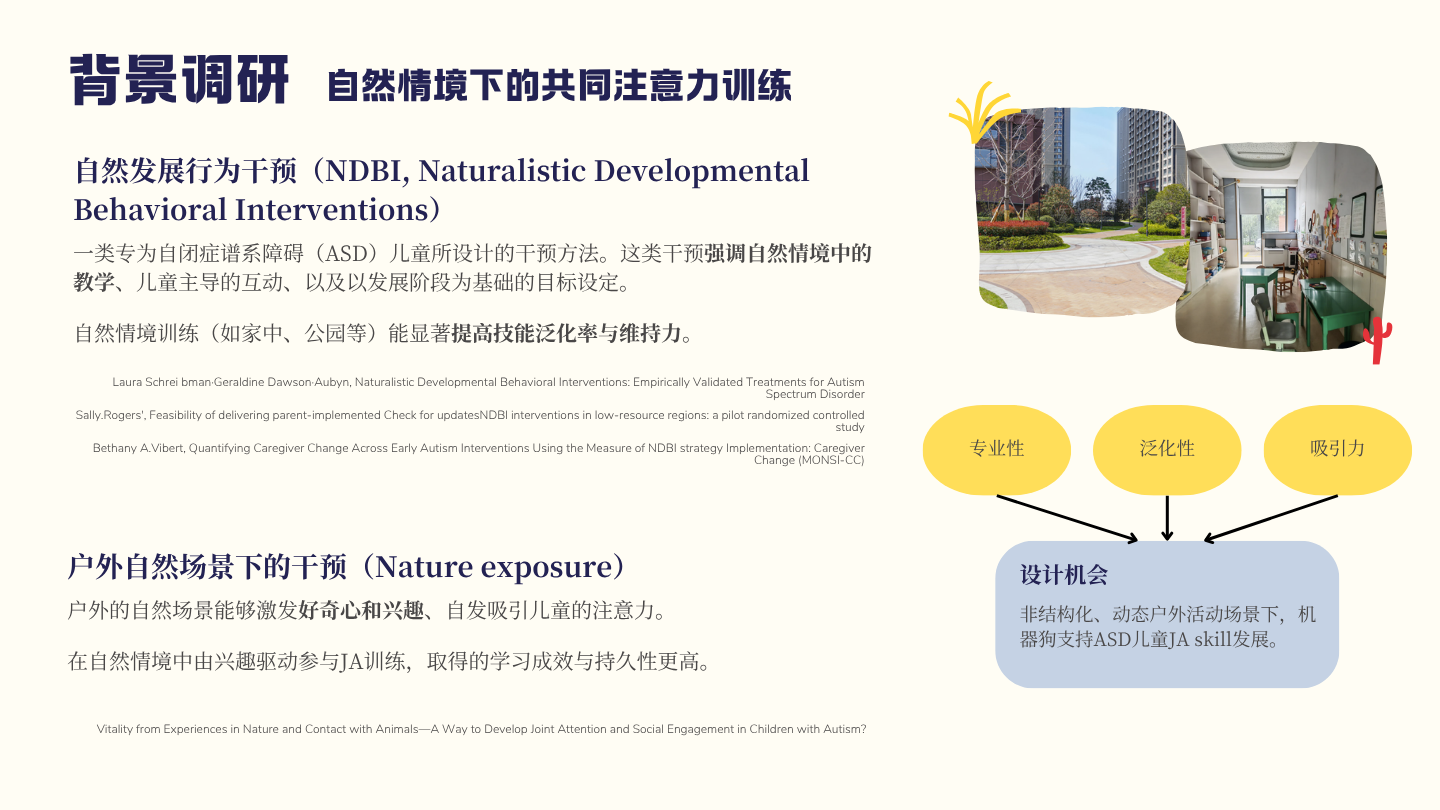 背景调研 自然情境下的共同注意力训练
自然发展行为干预（NDBI, Naturalistic Developmental
Behavioral Interventions）
一类专为自闭症谱系障碍（ASD）儿童所设计的干预方法。这类干预强调自然情境中的
教学、儿童主导的互动、以及以发展阶段为基础的目标设定。
自然情境训练（如家中、公园等）能显著提高技能泛化率与维持力。
Laura Schrei bman·Geraldine Dawson·Aubyn, Naturalistic Developmental Behavioral Interventions: Empirically Validated Treatments for Autism
Spectrum Disorder
Sally.Rogers', Feasibility of delivering parent-implemented Check for updatesNDBI interventions in low-resource regions: a pilot randomized controlled
study
Bethany A.Vibert, Quantifying Caregiver Change Across Early Autism Interventions Using the Measure of NDBI strategy Implementation: Caregiver
Change (MONSI-CC)
户外自然场景下的干预（Nature exposure）
户外的自然场景能够激发好奇心和兴趣、自发吸引儿童的注意力。
在自然情境中由兴趣驱动参与JA训练，取得的学习成效与持久性更高。
Vitality from Experiences in Nature and Contact with Animals—A Way to Develop Joint Attention and Social Engagement in Children with Autism?
专业性
泛化性
吸引力
设计机会
非结构化、动态户外活动场景下，机
器狗支持ASD儿童JA skill发展。